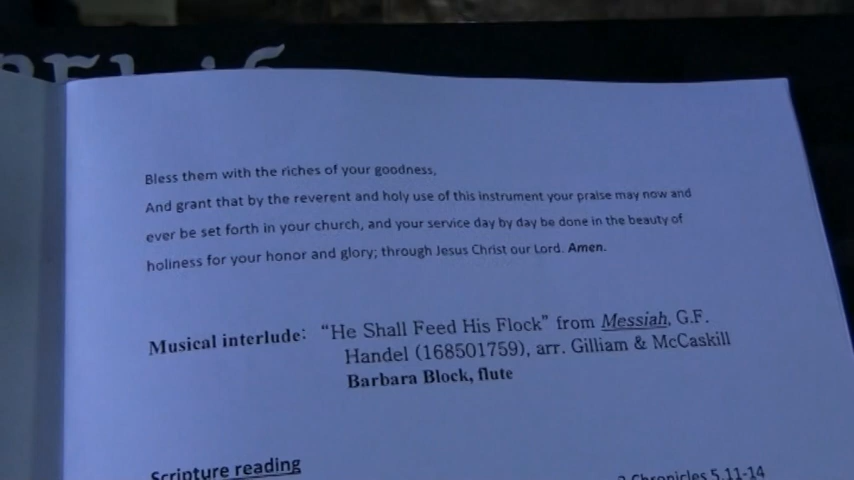 Bless them with the riches of your goodness,
And grant that by the reverent and holy use of this instrument your praise may now and
ever be set forth in your church, and your service day by day be done in the beauty of
holiness for your honor and glory; through Jesus Christ our Lord. Amen.
Musical interlude: “He Shall Feed His Flock” from Messiah, G.F.
Handel (168501759), arr. Gilliam & McCaskill
Barbara Block, flute
Scripture reading 2 Chronicles 5.11-14